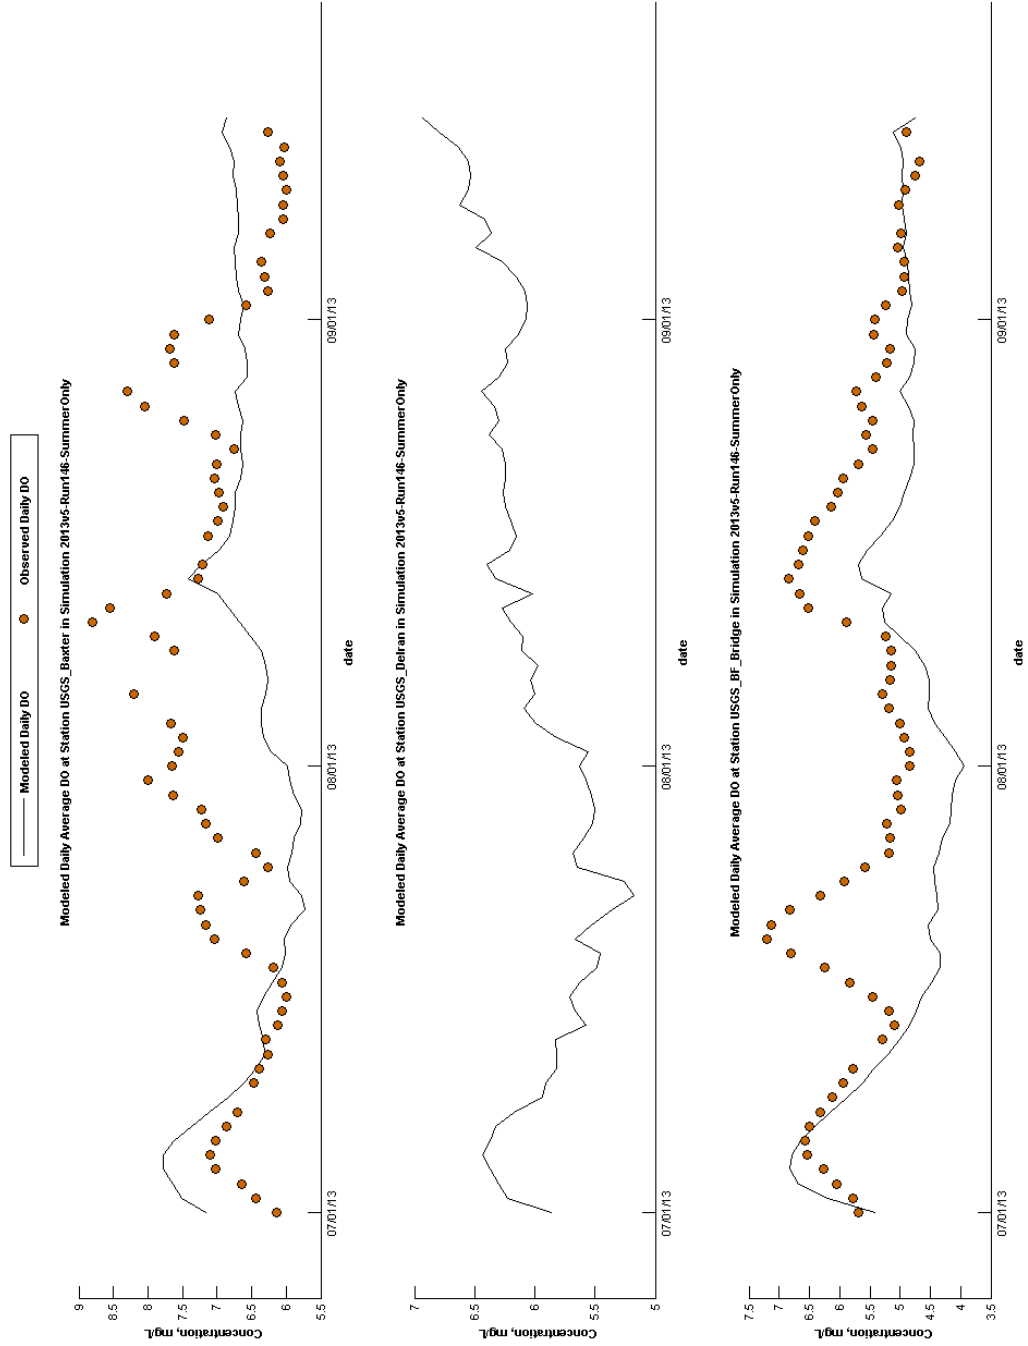 Modeled Daily DO
Observed Daily DO
Modeled Daily Average DO at Station USGS_Baxter in Simulation 2013v5-Run146-SummerOnly
Concentration, mg/L
9
8.5
8
7.5
7
6.5
6
5.5
07/01/13
08/01/13
09/01/13
date
Modeled Daily Average DO at Station USGS_Delran in Simulation 2013v5-Run146-SummerOnly
Concentration, mg/L
7
6.5
6
5.5
5
07/01/13
08/01/13
09/01/13
date
Modeled Daily Average DO at Station USGS_BF_Bridge in Simulation 2013v5-Run146-SummerOnly
Concentration, mg/L
7.5
7
6.5
6
5.5
5
4.5
4
3.5
07/01/13
08/01/13
09/01/13
date